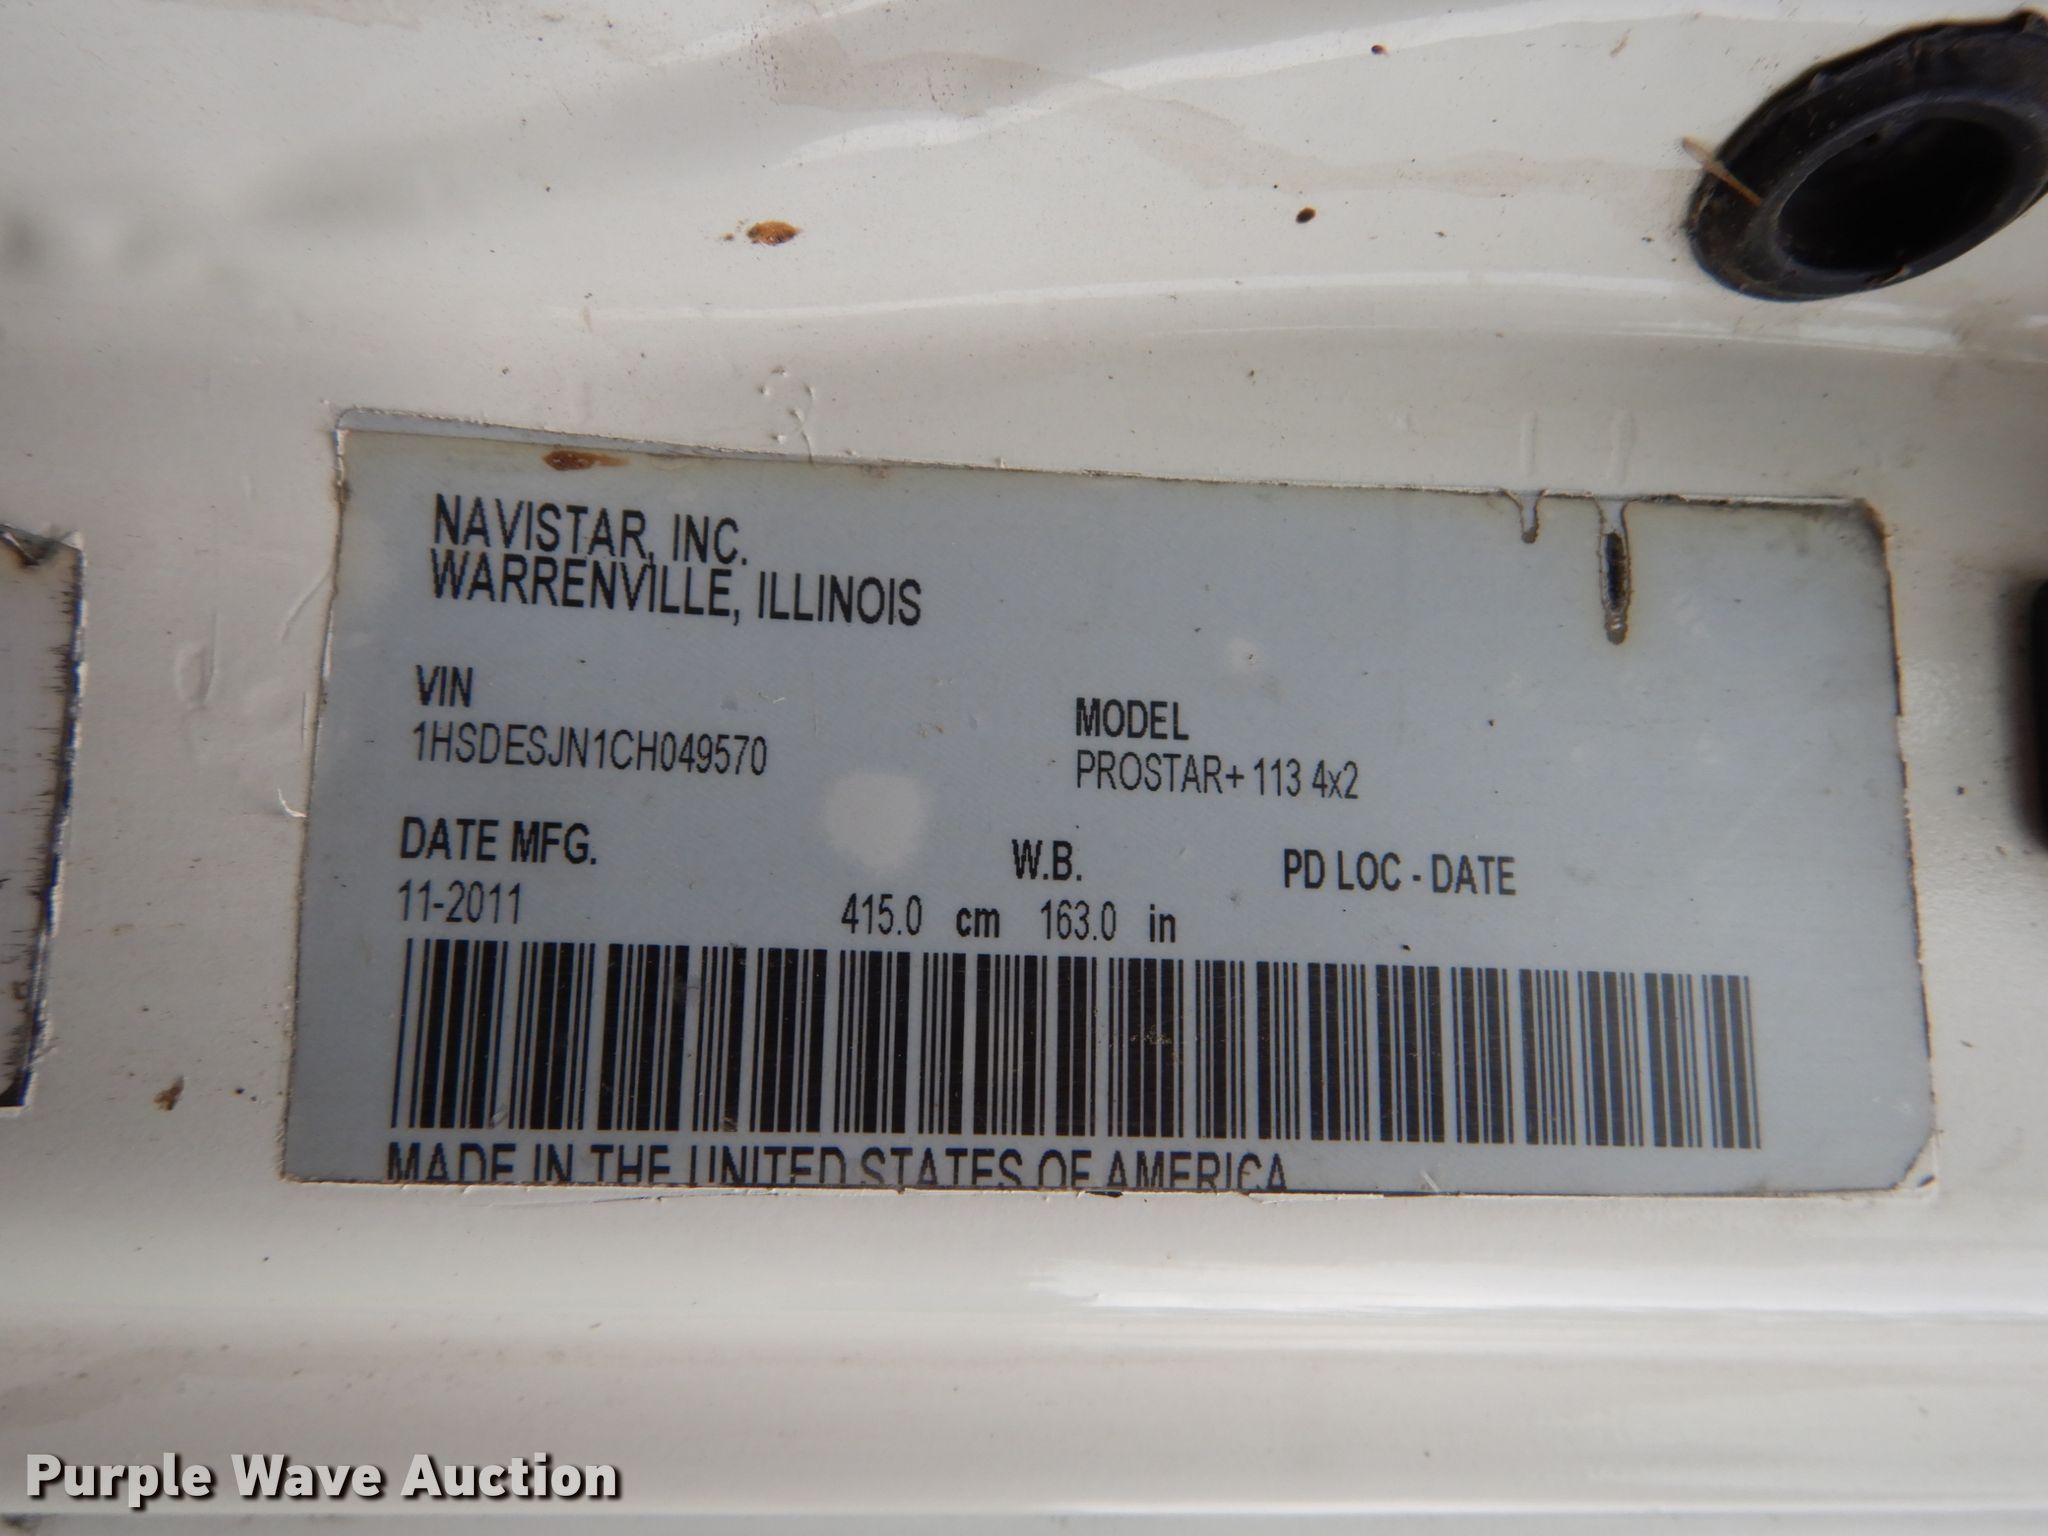 NAVISTAR, INC.
WARRENVILLE, ILLINOIS
VIN
1HSDESJN1CH049570
MODEL
PROSTAR+ 113 4x2
DATE MFG.
11-2011
W.B.
415.0 cm 163.0 in
PD LOC - DATE
MADE IN THE UNITED STATES OF AMERICA
Purple Wave Auction